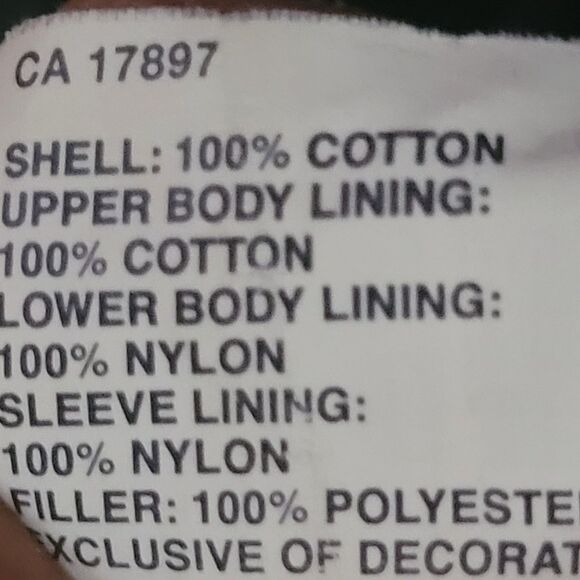 CA 17897
SHELL: 100% COTTON
UPPER BODY LINING:
100% COTTON
LOWER BODY LINING:
100% NYLON
SLEEVE LINING:
100% NYLON
FILLER: 100% POLYESTE
EXCLUSIVE OF DECORAT